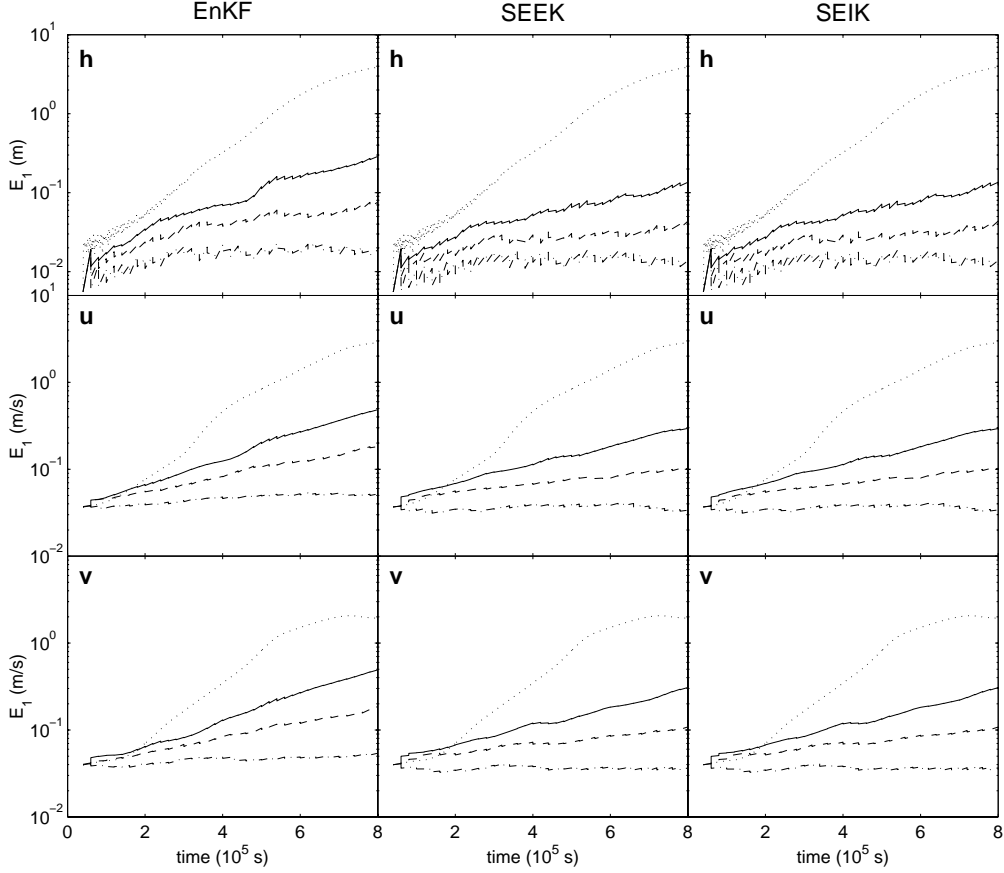 EnKF SEEK SEIK
10^1
h h h
10^0
E_1 (m)
10^-1
10^-2
10^1
u u u
10^0
E_1 (m/s)
10^-1
10^-2
v v v
10^0
E_1 (m/s)
10^-1
10^-2
0 2 4 6 8 2 4 6 8 2 4 6 8
time (10^5 s) time (10^5 s) time (10^5 s)